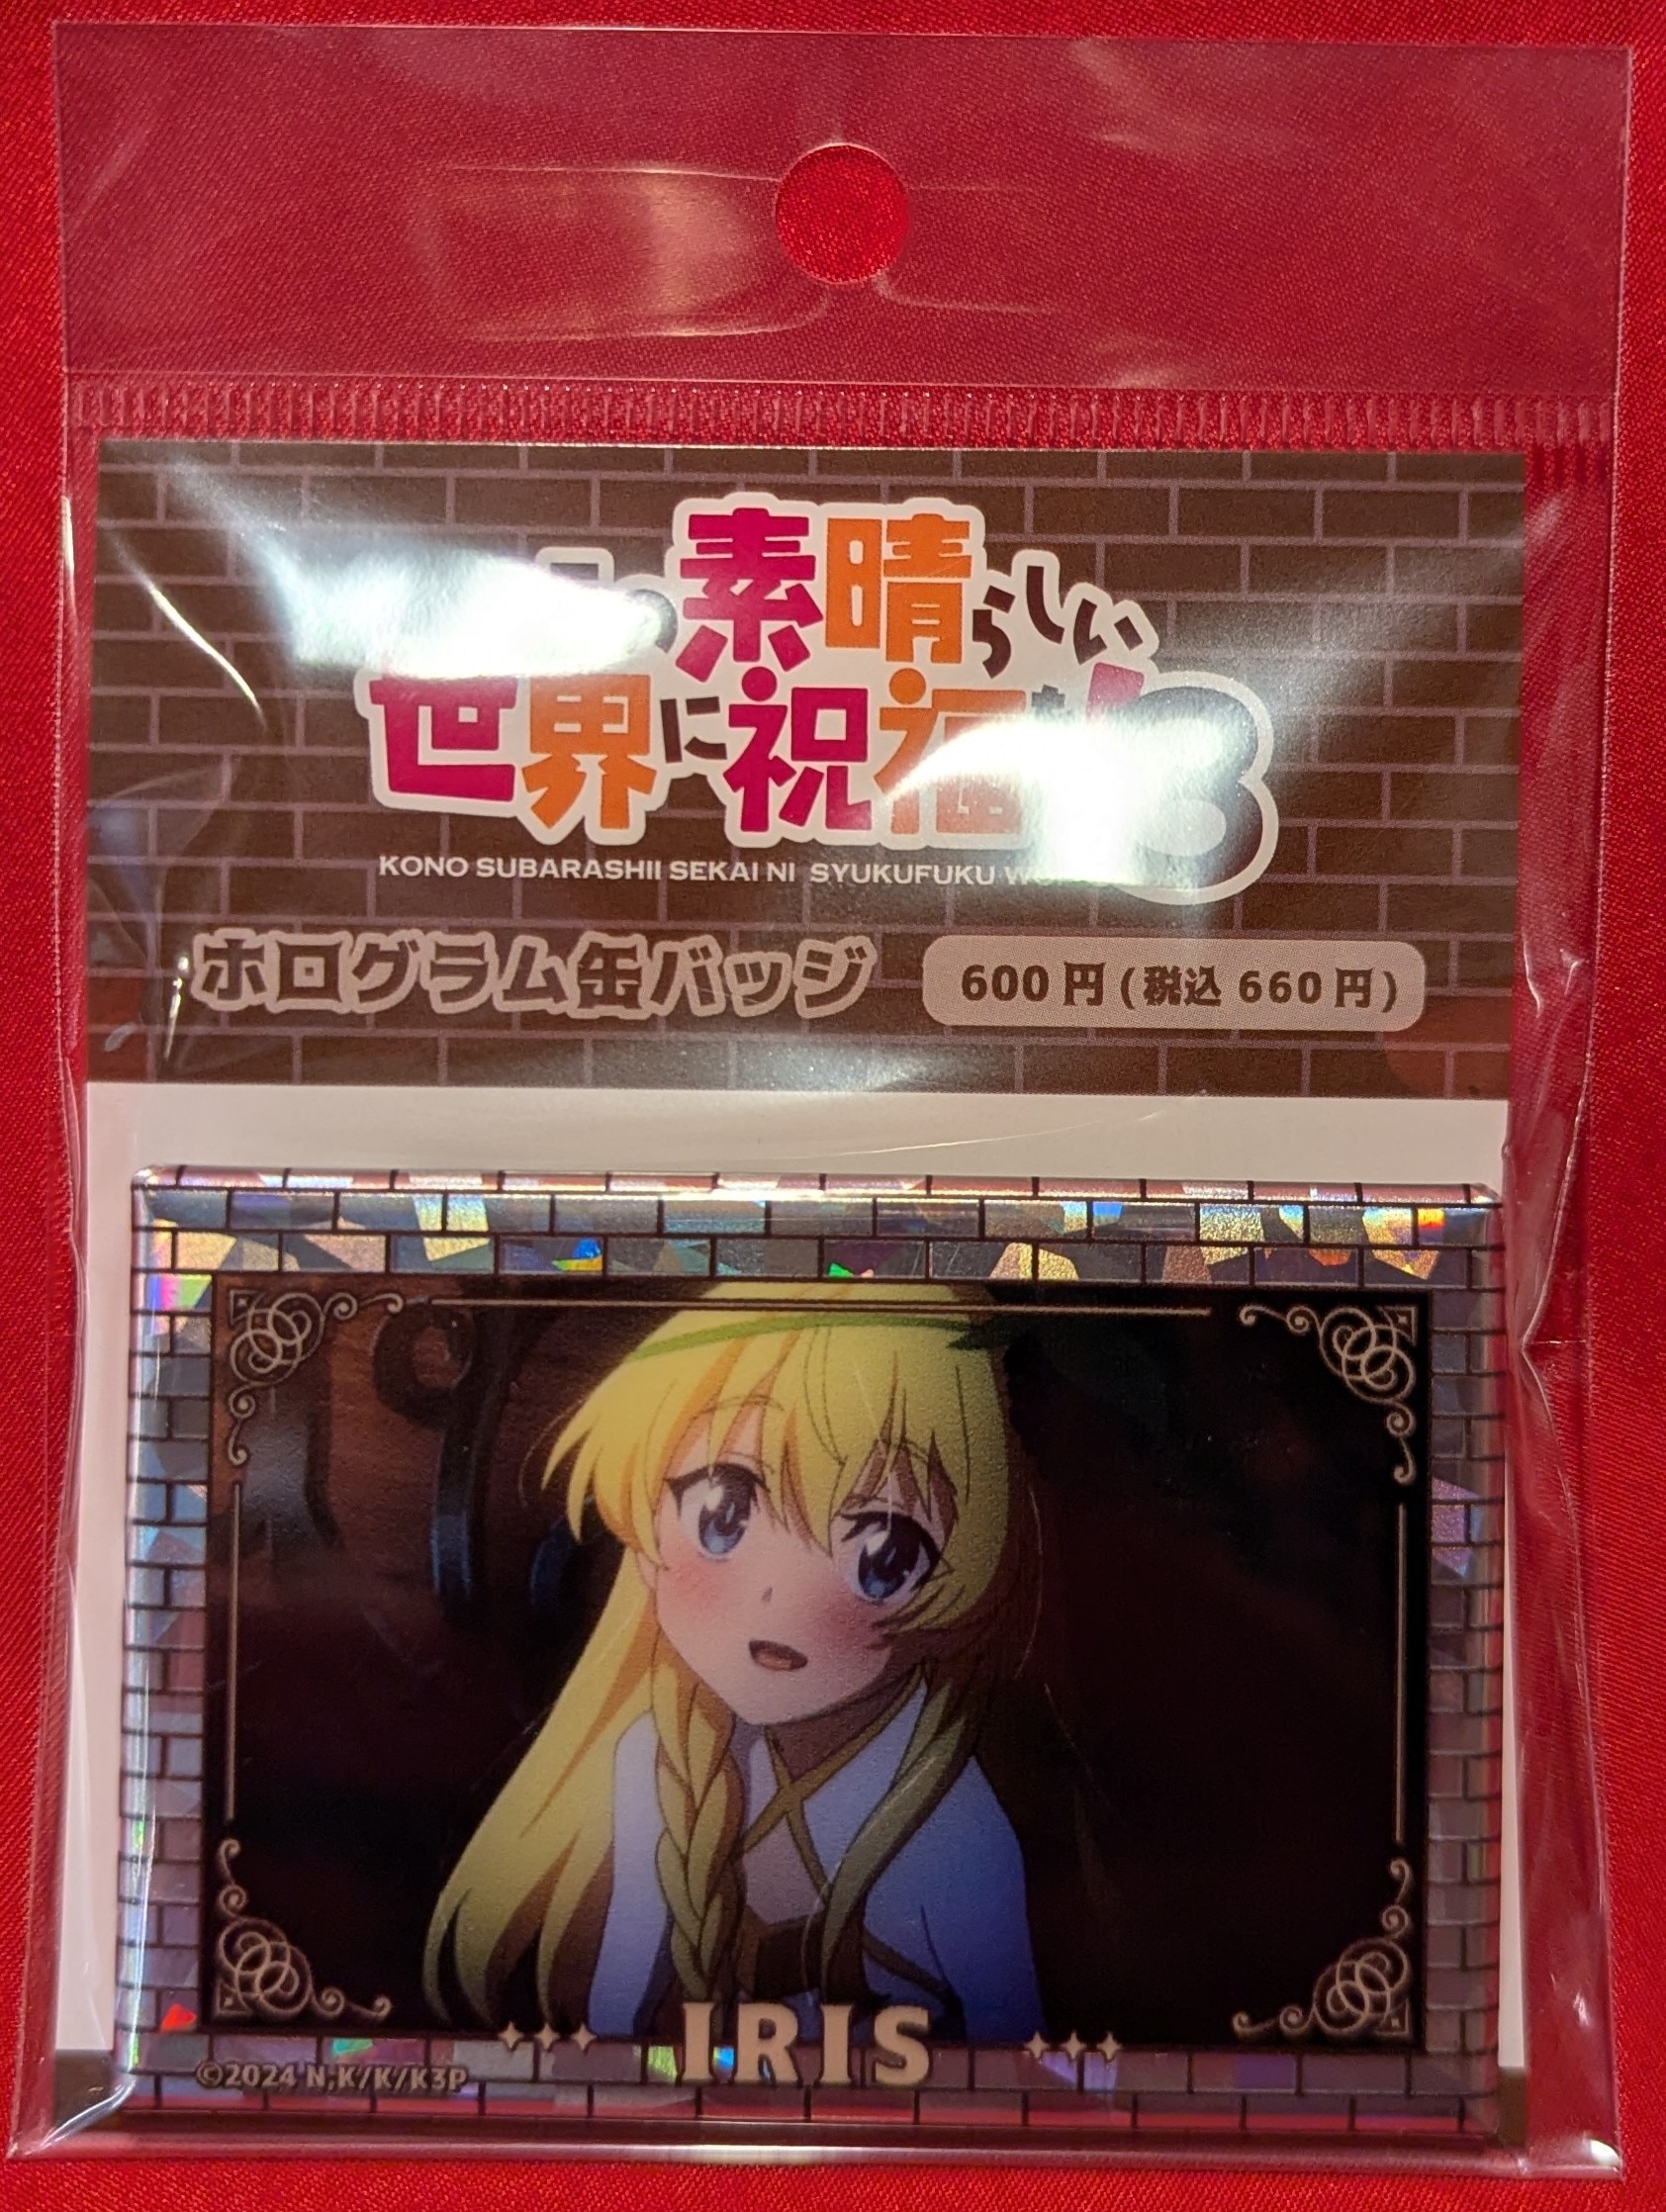 素晴らしい
世界に祝福
KONO SUBARASHII SEKAI NI SYUKUFUKU
ホログラム缶バッジ
600円(税込660円)
IRIS
©2024 N,K/K/K3P